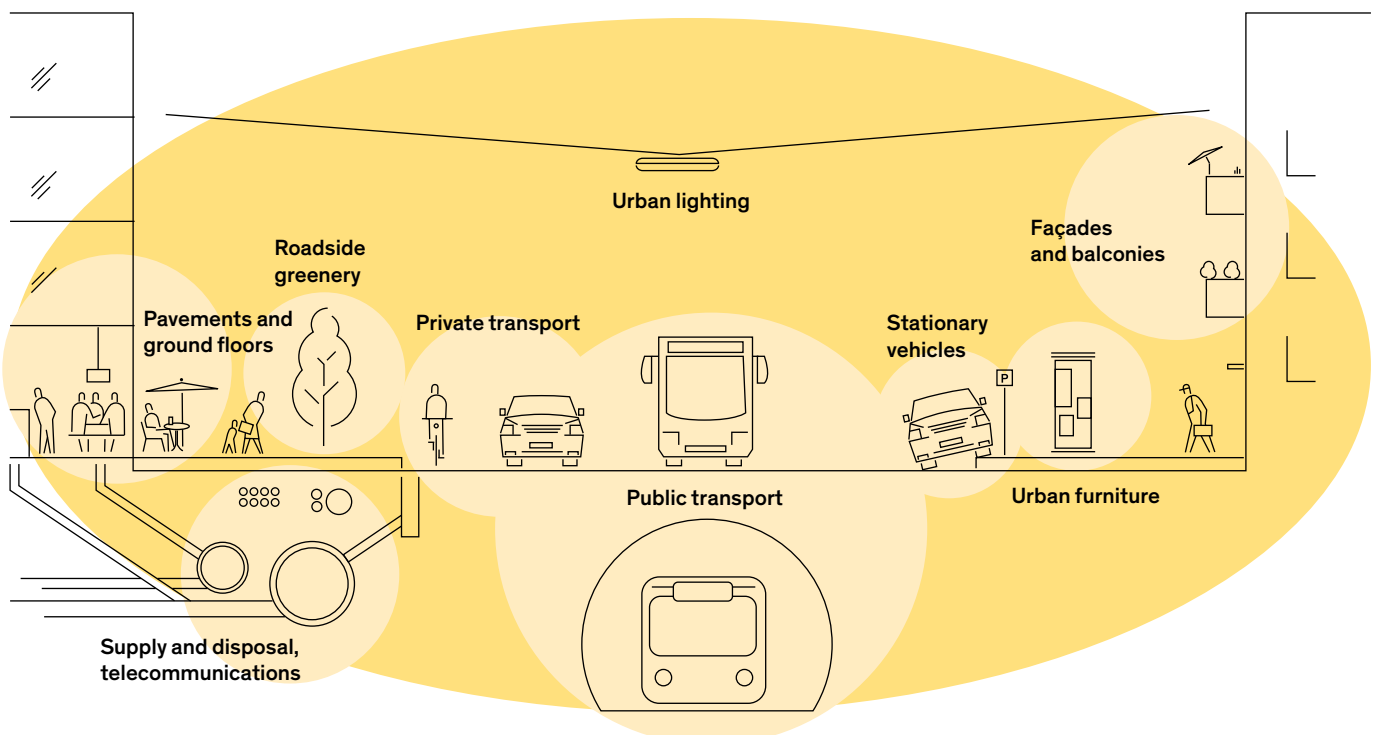 Urban lighting
Façades
and balconies
Roadside
greenery
Pavements and
ground floors
Private transport
Stationary
vehicles
P
Public transport
Urban furniture
Supply and disposal,
telecommunications